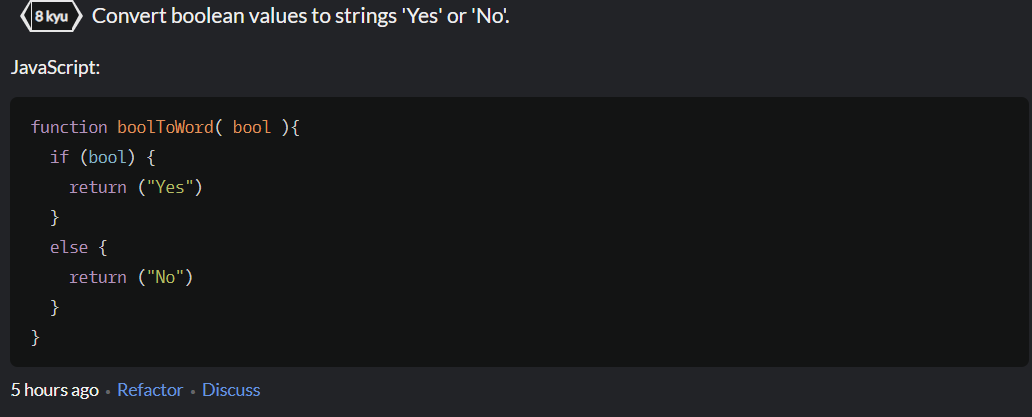 8 kyu Convert boolean values to strings 'Yes' or 'No'.
JavaScript:
function boolToWord( bool ){
  if (bool) {
    return ("Yes")
  }
  else {
    return ("No")
  }
}
5 hours ago • Refactor • Discuss